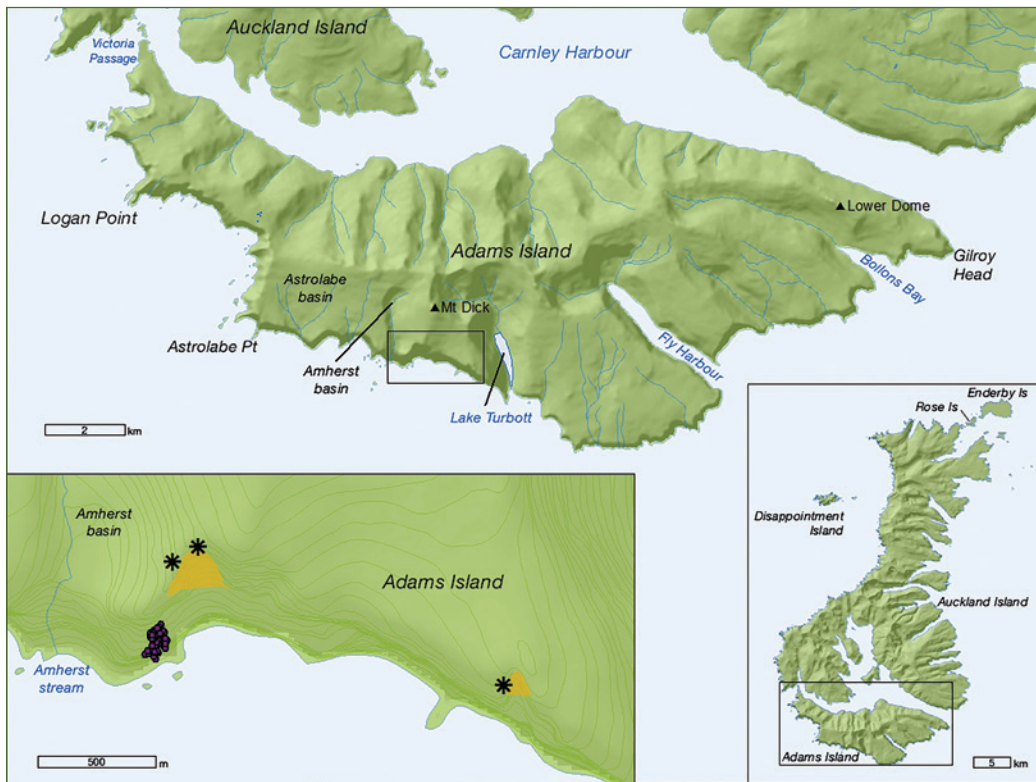 Auckland Island
Victoria
Passage
Carnley Harbour
Logan Point
Adams Island
Lower Dome
Gilroy
Head
Bollons Bay
Astrolabe
basin
Mt Dick
Astrolabe Pt
Amherst
basin
Fly Harbour
Lake Turbott
2 km
Amherst
basin
Adams Island
Amherst
stream
500 m
Enderby Is
Rose Is
Disappointment
Island
Auckland Island
Adams Island
5 km